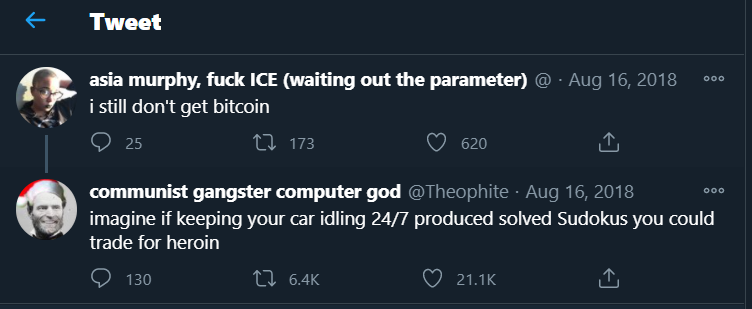 Tweet
asia murphy, fuck ICE (waiting out the parameter) @ · Aug 16, 2018
i still don't get bitcoin
25 173 620
communist gangster computer god @Theophite · Aug 16, 2018
imagine if keeping your car idling 24/7 produced solved Sudokus you could
trade for heroin
130 6.4K 21.1K